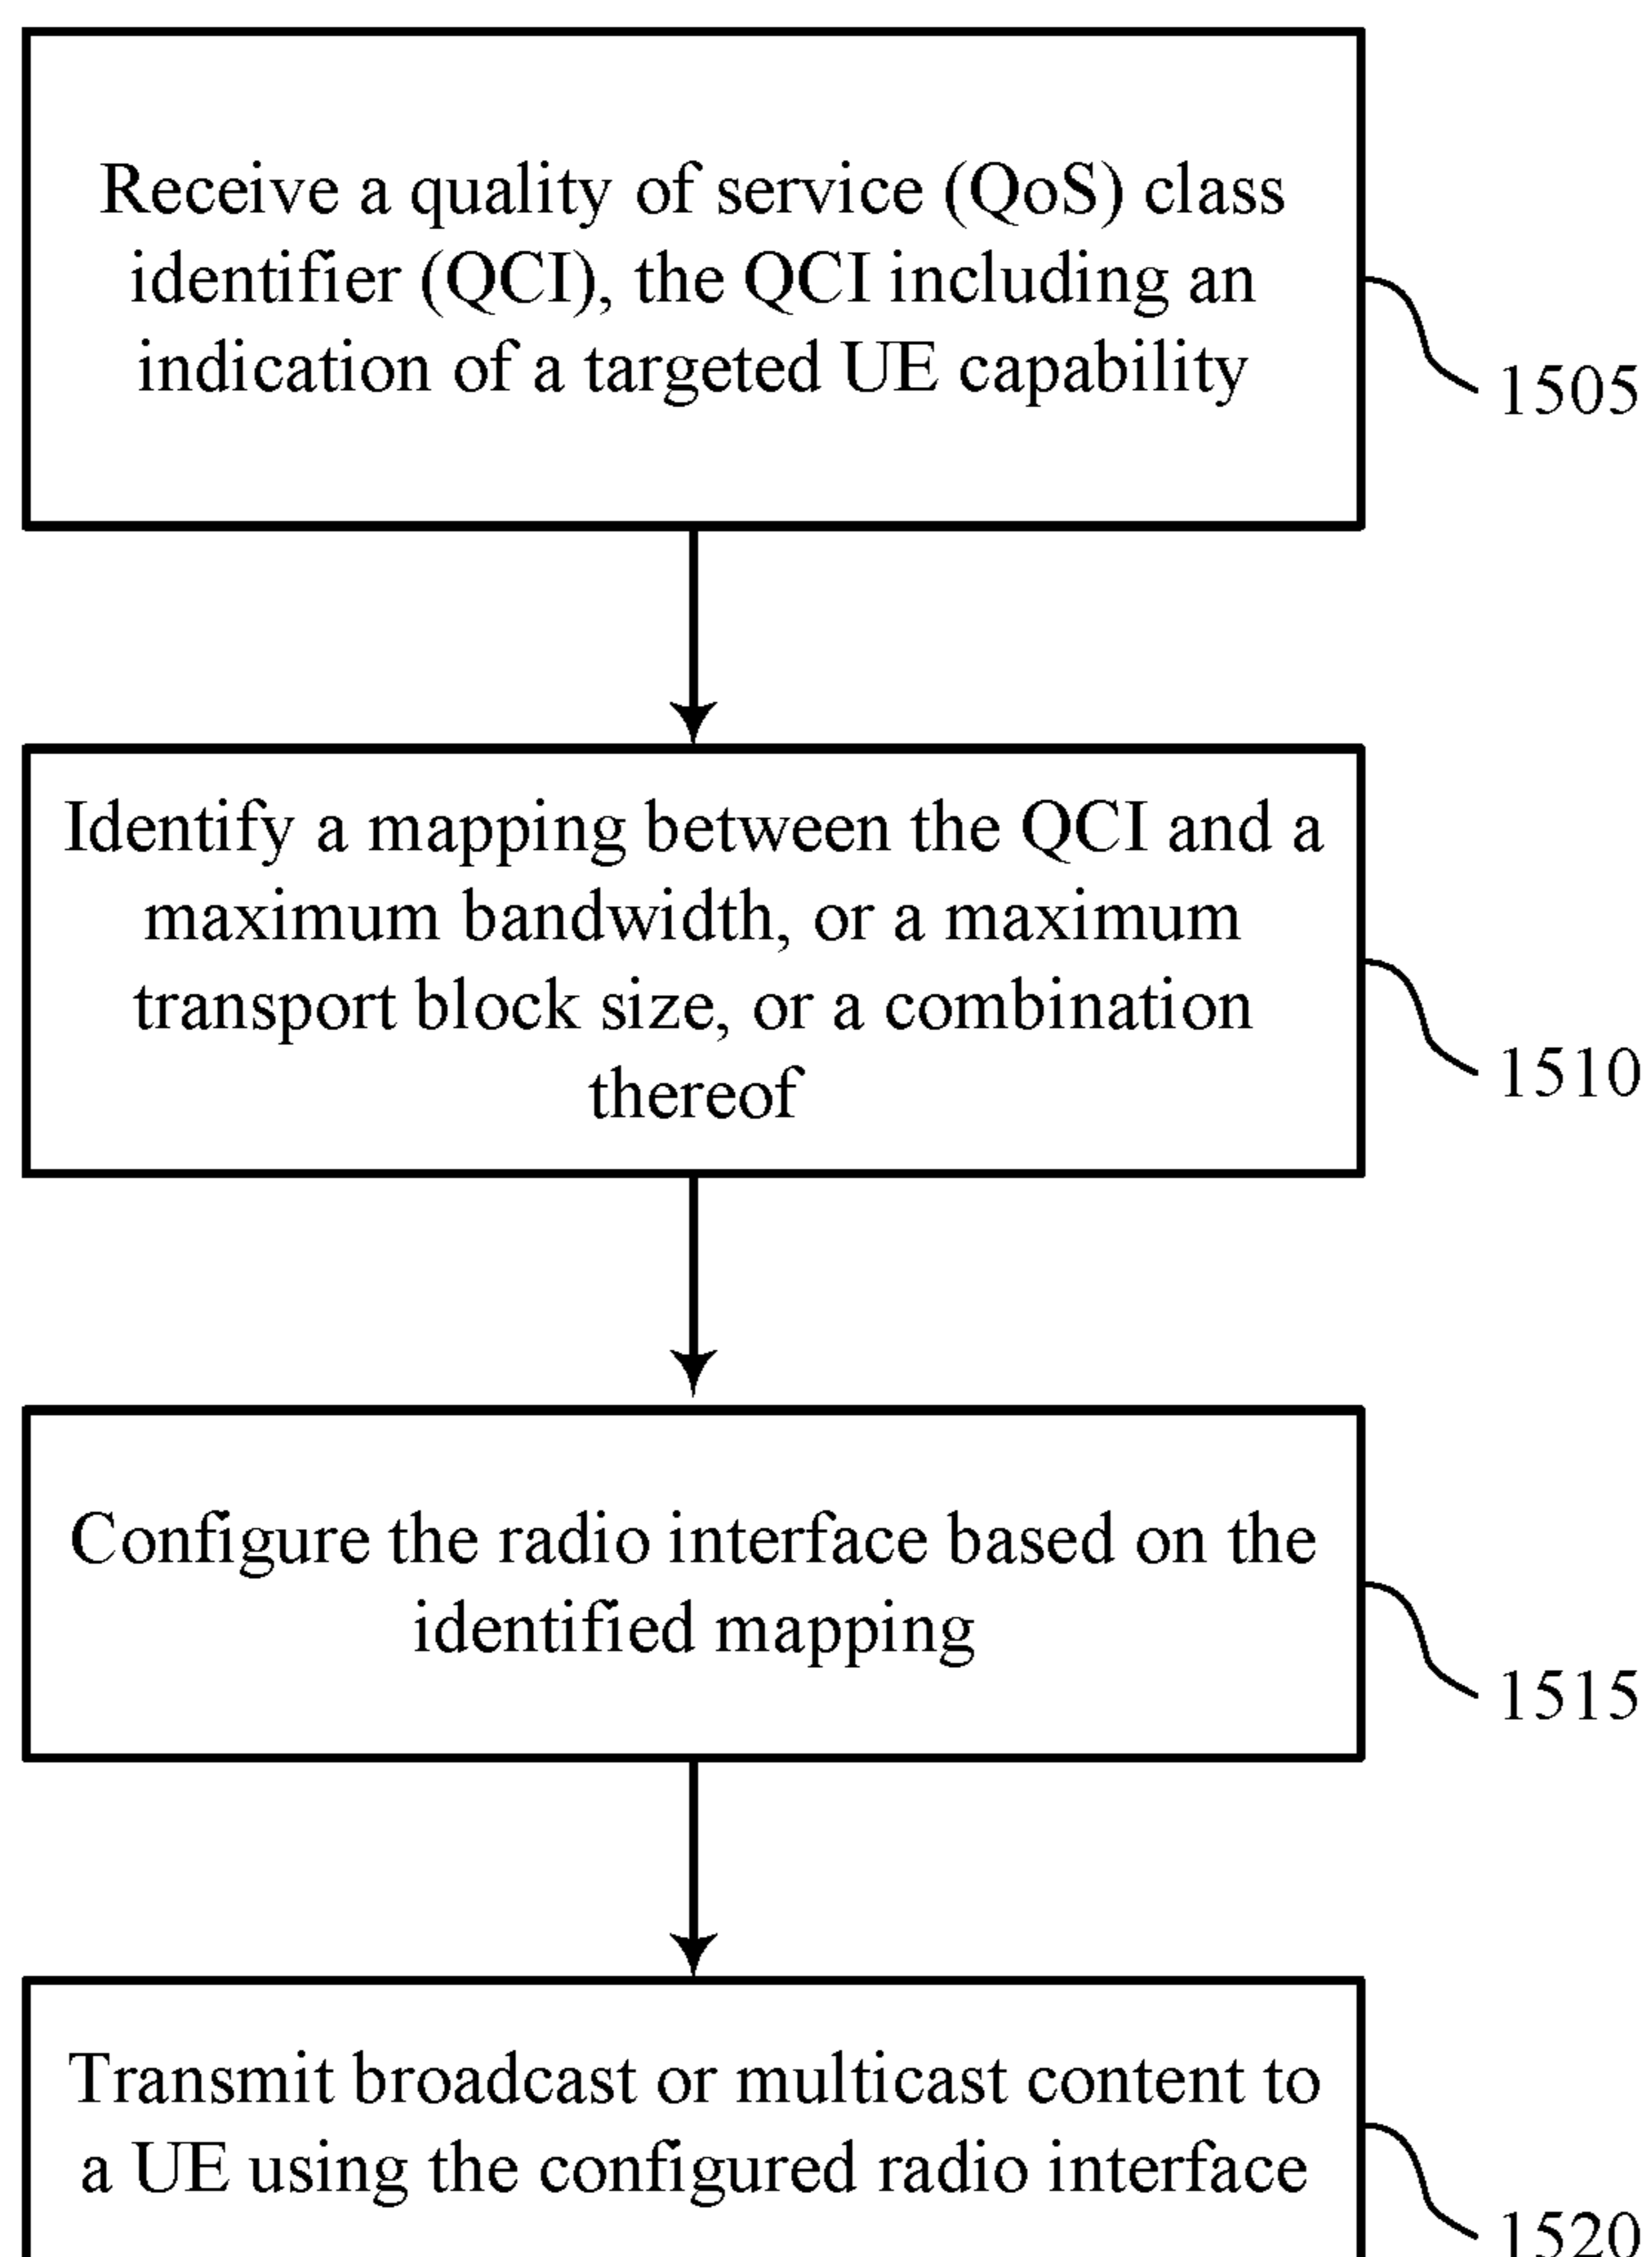 Receive a quality of service (QoS) class
identifier (QCI), the QCI including an
indication of a targeted UE capability
1505
Identify a mapping between the QCI and a
maximum bandwidth, or a maximum
transport block size, or a combination
thereof
1510
Configure the radio interface based on the
identified mapping
1515
Transmit broadcast or multicast content to
a UE using the configured radio interface
1520